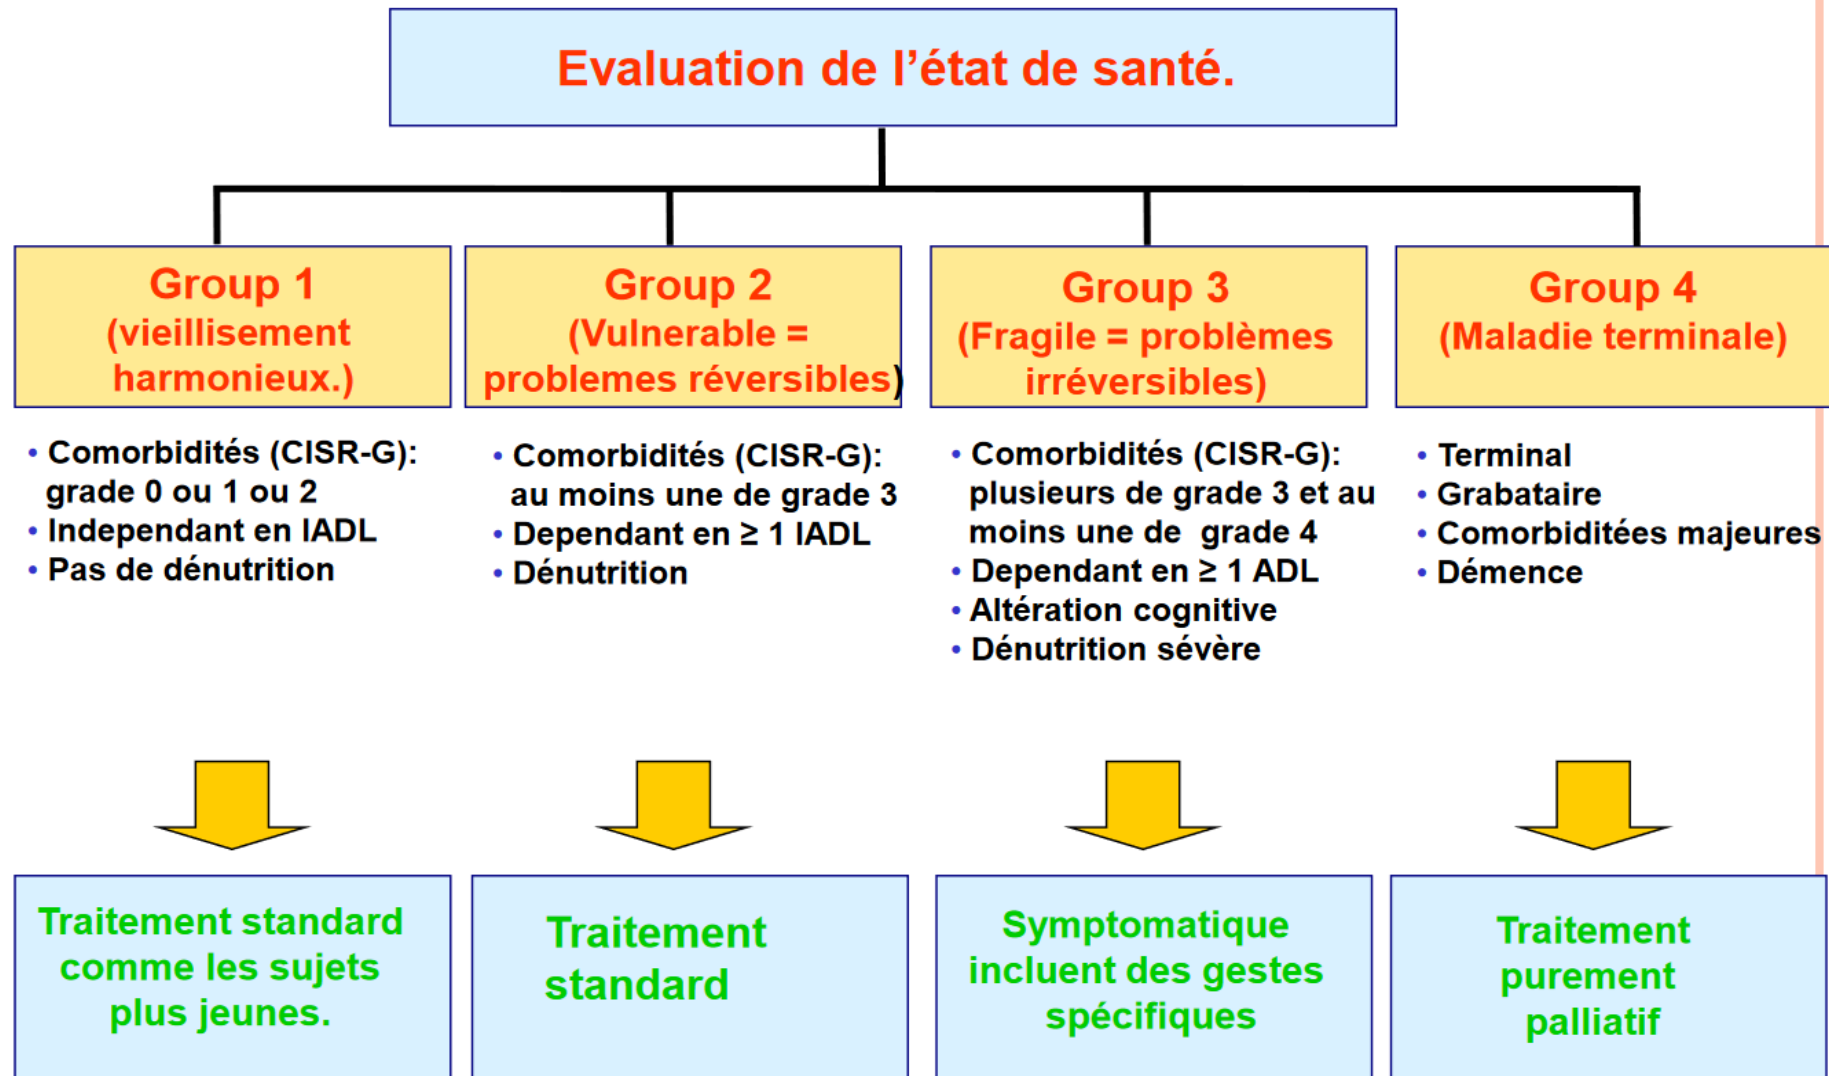 Evaluation de l’état de santé.
Group 1
(vieillisement
harmonieux.)
• Comorbidités (CISR-G):
grade 0 ou 1 ou 2
• Independant en IADL
• Pas de dénutrition
Traitement standard
comme les sujets
plus jeunes.
Group 2
(Vulnerable =
problemes réversibles)
• Comorbidités (CISR-G):
au moins une de grade 3
• Dependant en ≥ 1 IADL
• Dénutrition
Traitement
standard
Group 3
(Fragile = problèmes
irréversibles)
• Comorbidités (CISR-G):
plusieurs de grade 3 et au
moins une de grade 4
• Dependant en ≥ 1 ADL
• Altération cognitive
• Dénutrition sévère
Symptomatique
incluent des gestes
spécifiques
Group 4
(Maladie terminale)
• Terminal
• Grabataire
• Comorbiditées majeures
• Démence
Traitement
purement
palliatif